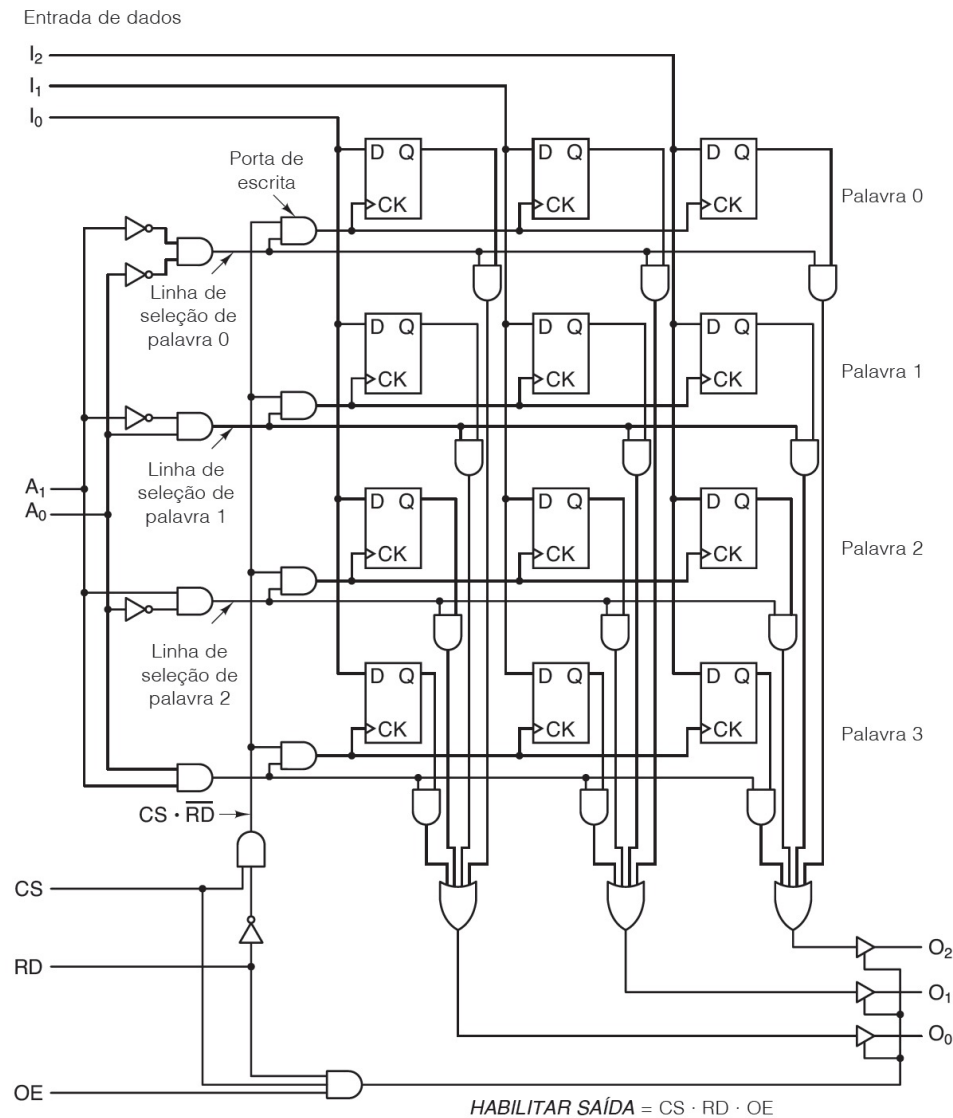 Entrada de dados
I2
I1
I0
Porta de
escrita
D Q
CK
D Q
CK
D Q
CK
Palavra 0
Linha de
seleção de
palavra 0
D Q
CK
D Q
CK
D Q
CK
Palavra 1
Linha de
seleção de
palavra 1
A1
A0
D Q
CK
D Q
CK
D Q
CK
Palavra 2
Linha de
seleção de
palavra 2
D Q
CK
D Q
CK
D Q
CK
Palavra 3
CS · R̅D̅
CS
RD
OE
O2
O1
O0
HABILITAR SAÍDA = CS · RD · OE